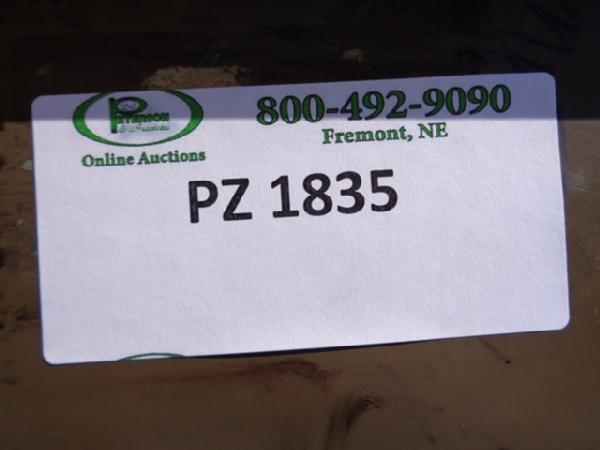 800-492-9090
Fremont, NE
Online Auctions
PZ 1835